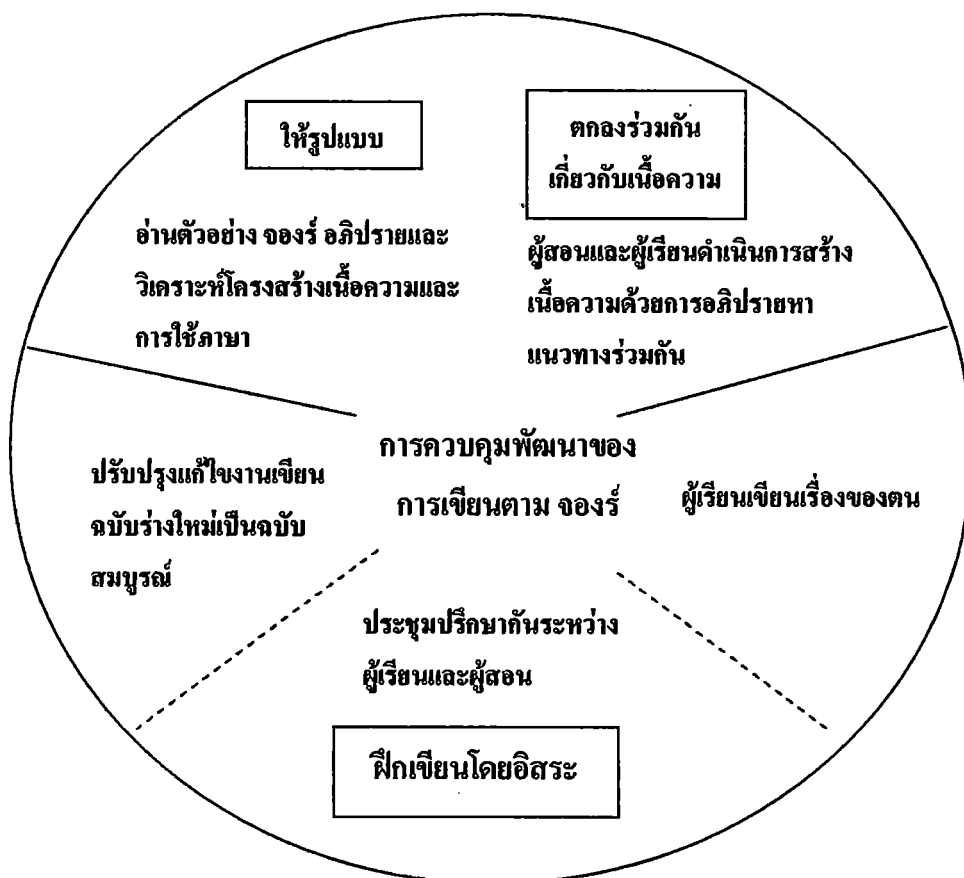 ให้รูปแบบ
อ่านตัวอย่าง จองร์ อภิปรายและ
วิเคราะห์โครงสร้างเนื้อความและ
การใช้ภาษา
ตกลงร่วมกัน
เกี่ยวกับเนื้อความ
ผู้สอนและผู้เรียนดำเนินการสร้าง
เนื้อความด้วยการอภิปรายหา
แนวทางร่วมกัน
การควบคุมพัฒนาของ
การเขียนตาม จองร์
ผู้เรียนเขียนเรื่องของตน
ประชุมปรึกษากันระหว่าง
ผู้เรียนและผู้สอน
ฝึกเขียนโดยอิสระ
ปรับปรุงแก้ไขงานเขียน
ฉบับร่างใหม่เป็นฉบับ
สมบูรณ์